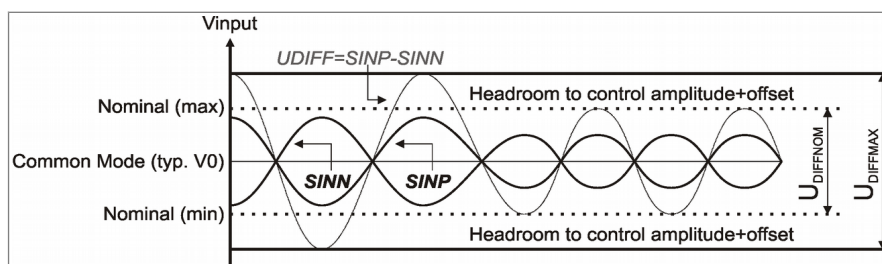 Vinput
UDIFF=SINP-SINN
Headroom to control amplitude+offset
Nominal (max)
Common Mode (typ. V0)
SINN
SINP
UDIFFNOM
UDIFFMAX
Nominal (min)
Headroom to control amplitude+offset